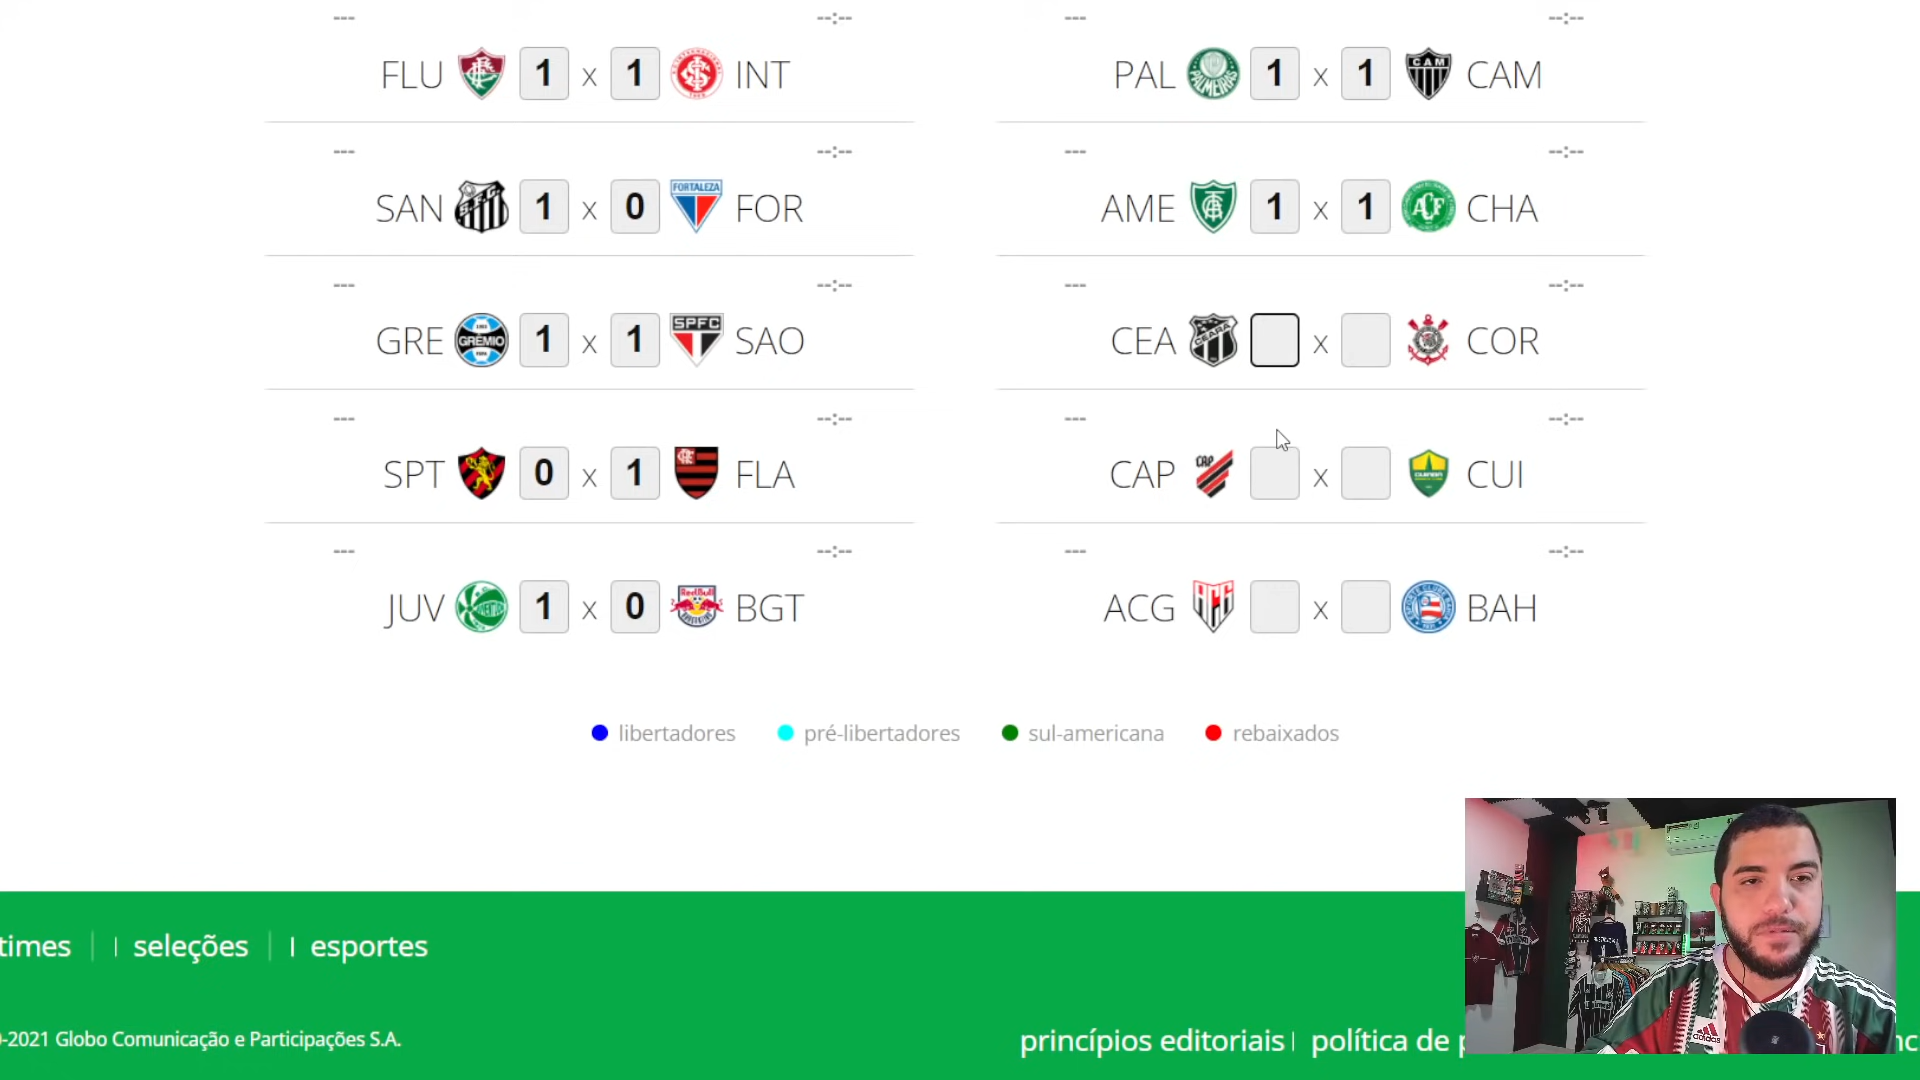 --- --:--
FLU 1 x 1 INT
--- --:--
SAN 1 x 0 FOR
--- --:--
GRE 1 x 1 SAO
--- --:--
SPT 0 x 1 FLA
--- --:--
JUV 1 x 0 BGT
--- --:--
PAL 1 x 1 CAM
--- --:--
AME 1 x 1 CHA
--- --:--
CEA x COR
--- --:--
CAP x CUI
--- --:--
ACG x BAH
libertadores pré-libertadores sul-americana rebaixados
times | | seleções | | esportes
-2021 Globo Comunicação e Participações S.A.
princípios editoriais | política de